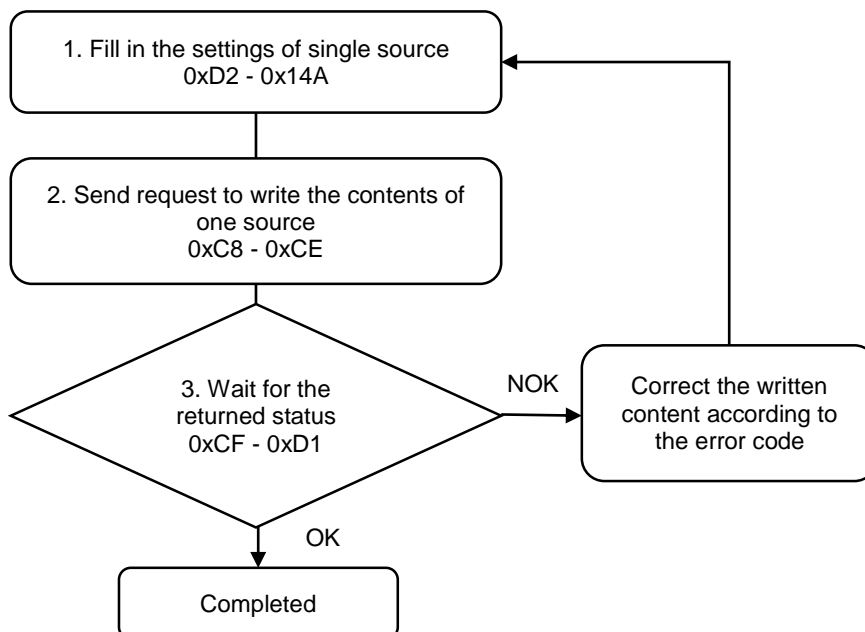 1. Fill in the settings of single source
0xD2 - 0x14A
2. Send request to write the contents of
one source
0xC8 - 0xCE
3. Wait for the
returned status
0xCF - 0xD1
NOK
Correct the written
content according to
the error code
OK
Completed